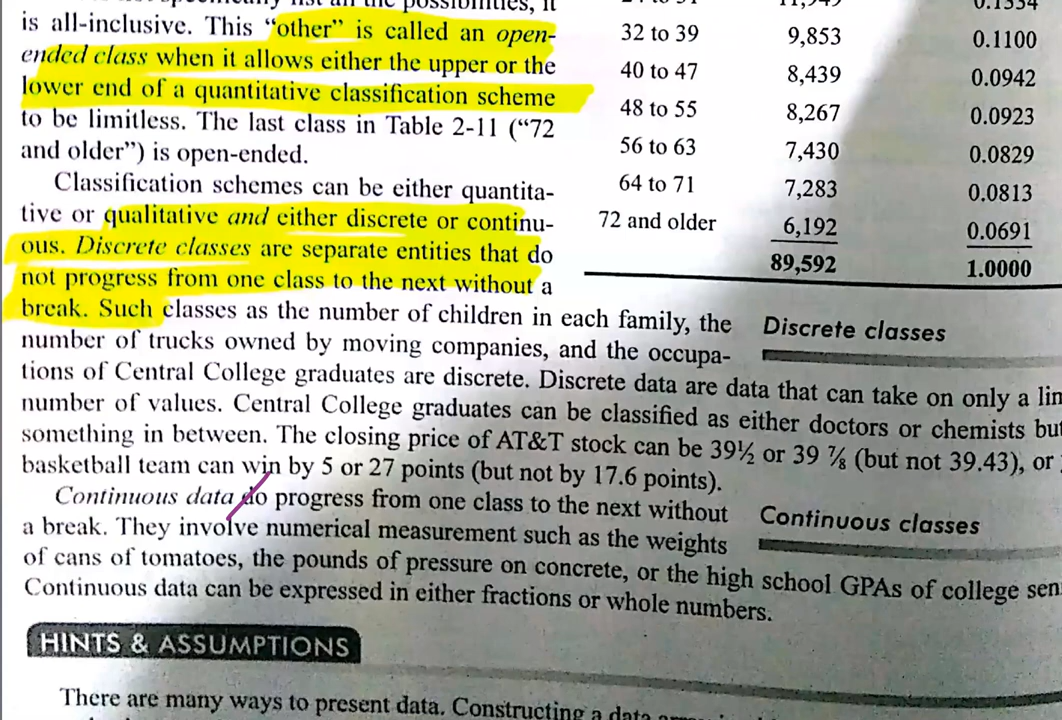 is all-inclusive. This “other” is called an open-
ended class when it allows either the upper or the
lower end of a quantitative classification scheme
to be limitless. The last class in Table 2-11 (“72
and older”) is open-ended.
Classification schemes can be either quantita-
tive or qualitative and either discrete or continu-
ous. Discrete classes are separate entities that do
not progress from one class to the next without a
break. Such classes as the number of children in each family, the
number of trucks owned by moving companies, and the occupa-
tions of Central College graduates are discrete. Discrete data are data that can take on only a lim
number of values. Central College graduates can be classified as either doctors or chemists but
something in between. The closing price of AT&T stock can be 39½ or 39 ⅞ (but not 39.43), or
basketball team can win by 5 or 27 points (but not by 17.6 points).
Continuous data do progress from one class to the next without
a break. They involve numerical measurement such as the weights
of cans of tomatoes, the pounds of pressure on concrete, or the high school GPAs of college sen
Continuous data can be expressed in either fractions or whole numbers.
32 to 39 9,853 0.1100
40 to 47 8,439 0.0942
48 to 55 8,267 0.0923
56 to 63 7,430 0.0829
64 to 71 7,283 0.0813
72 and older 6,192 0.0691
89,592 1.0000
Discrete classes
Continuous classes
HINTS & ASSUMPTIONS
There are many ways to present data. Constructing a data